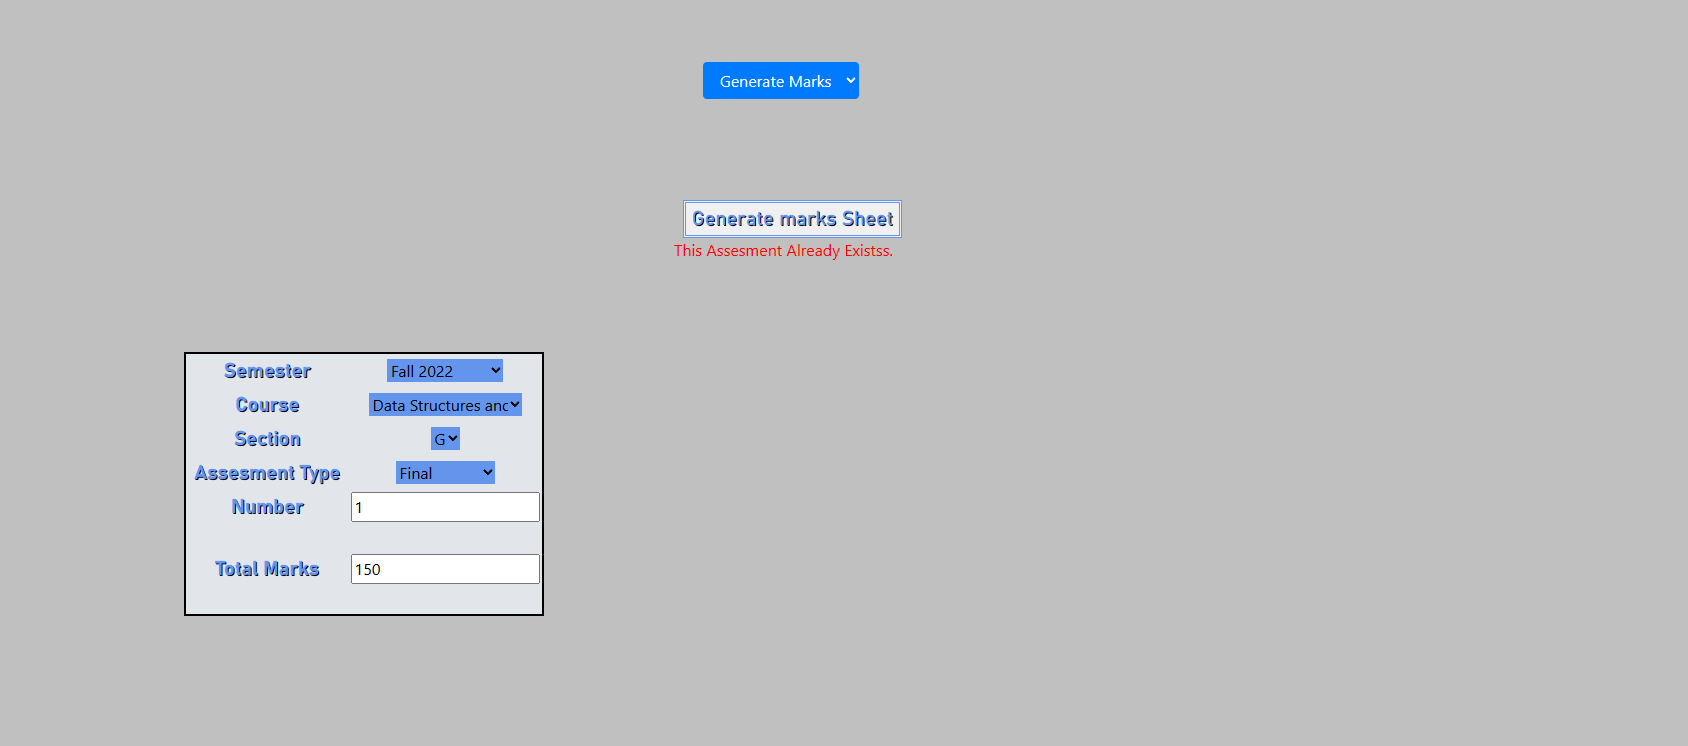 Generate Marks
Generate marks Sheet
This Assesment Already Existss.
Semester Fall 2022
Course Data Structures anc
Section G
Assesment Type Final
Number 1
Total Marks 150